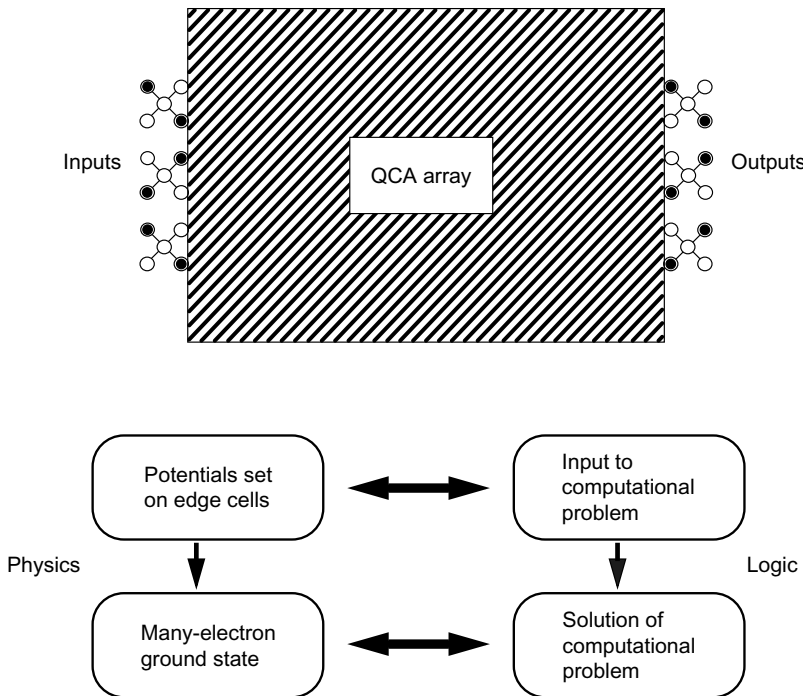 Inputs
QCA array
Outputs
Potentials set
on edge cells
Input to
computational
problem
Physics
Logic
Many-electron
ground state
Solution of
computational
problem